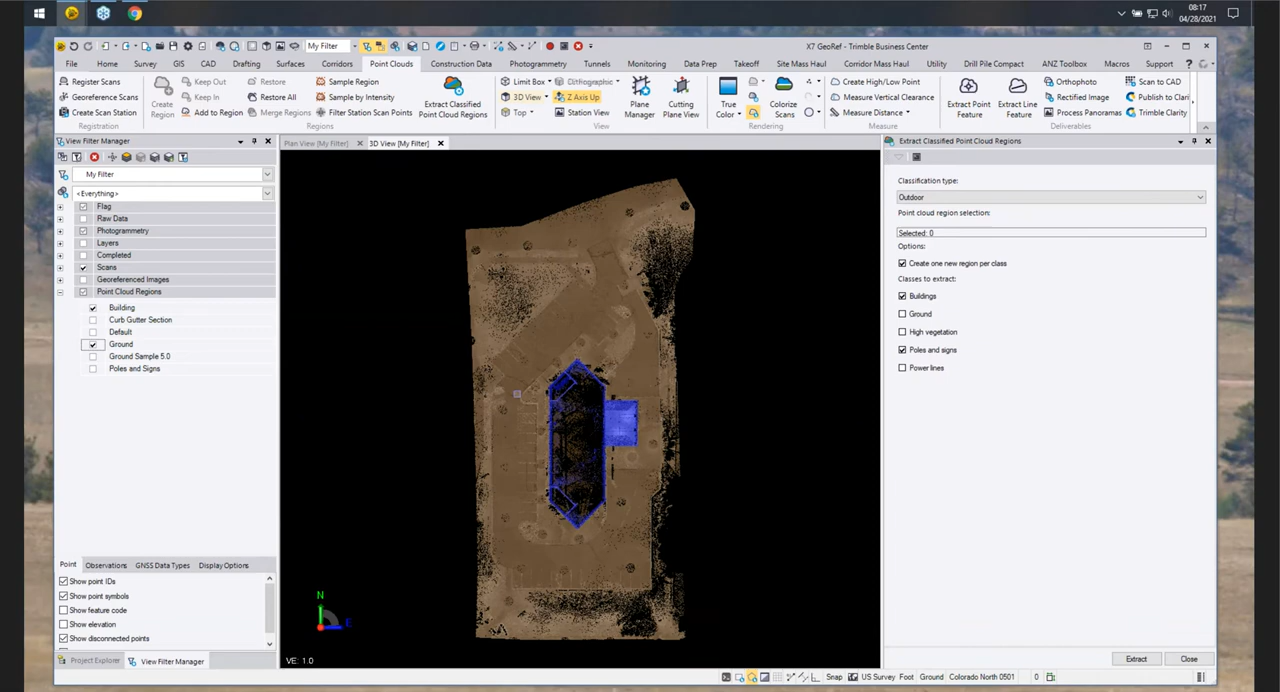 08:17
04/28/2021
My Filter
X7 GeoRef - Trimble Business Center
File Home Survey GIS CAD Drafting Surfaces Corridors Point Clouds Construction Data Photogrammetry Tunnels Monitoring Data Prep Takeoff Site Mass Haul Corridor Mass Haul Utility Drill Pile Compact ANZ Toolbox Macros Support
Register Scans
Georeference Scans
Create Scan Station
Registration
Create
Region
Keep Out
Keep In
Add to Region
Restore
Restore All
Merge Regions
Sample Region
Sample by Intensity
Filter Station Scan Points
Regions
Extract Classified
Point Cloud Regions
Limit Box
3D View
Top
Orthographic
Z Axis Up
Station View
View
Plane
Manager
Cutting
Plane View
True
Color
Colorize
Scans
Rendering
Create High/Low Point
Measure Vertical Clearance
Measure Distance
Measure
Extract Point
Feature
Extract Line
Feature
Orthophoto
Rectified Image
Process Panoramas
Scan to CAD
Publish to Clari
Trimble Clarity
Deliverables
View Filter Manager
My Filter
<Everything>
Flag
Raw Data
Photogrammetry
Layers
Completed
Scans
Georeferenced Images
Point Cloud Regions
Building
Curb Gutter Section
Default
Ground
Ground Sample 5.0
Poles and Signs
Point Observations GNSS Data Types Display Options
Show point IDs
Show point symbols
Show feature code
Show elevation
Show disconnected points
Project Explorer View Filter Manager
Plan View [My Filter]
3D View [My Filter]
N
E
VE: 1.0
Extract Classified Point Cloud Regions
Classification type:
Outdoor
Point cloud region selection:
Selected: 0
Options:
Create one new region per class
Classes to extract:
Buildings
Ground
High vegetation
Poles and signs
Power lines
Extract Close
Snap US Survey Foot Ground Colorado North 0501 0